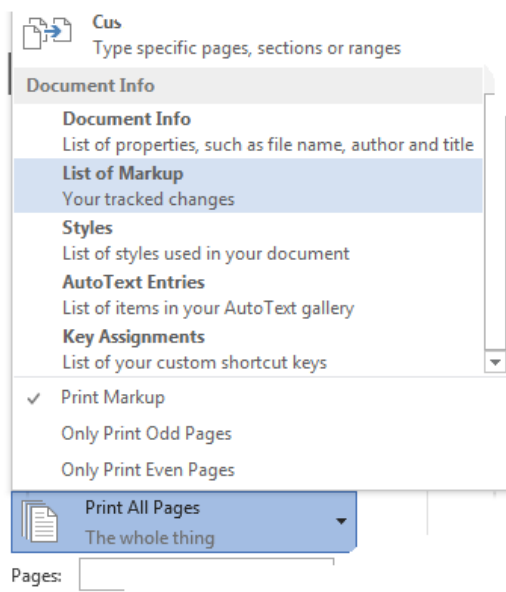 Cus
Type specific pages, sections or ranges
Document Info
Document Info
List of properties, such as file name, author and title
List of Markup
Your tracked changes
Styles
List of styles used in your document
AutoText Entries
List of items in your AutoText gallery
Key Assignments
List of your custom shortcut keys
Print Markup
Only Print Odd Pages
Only Print Even Pages
Print All Pages
The whole thing
Pages: